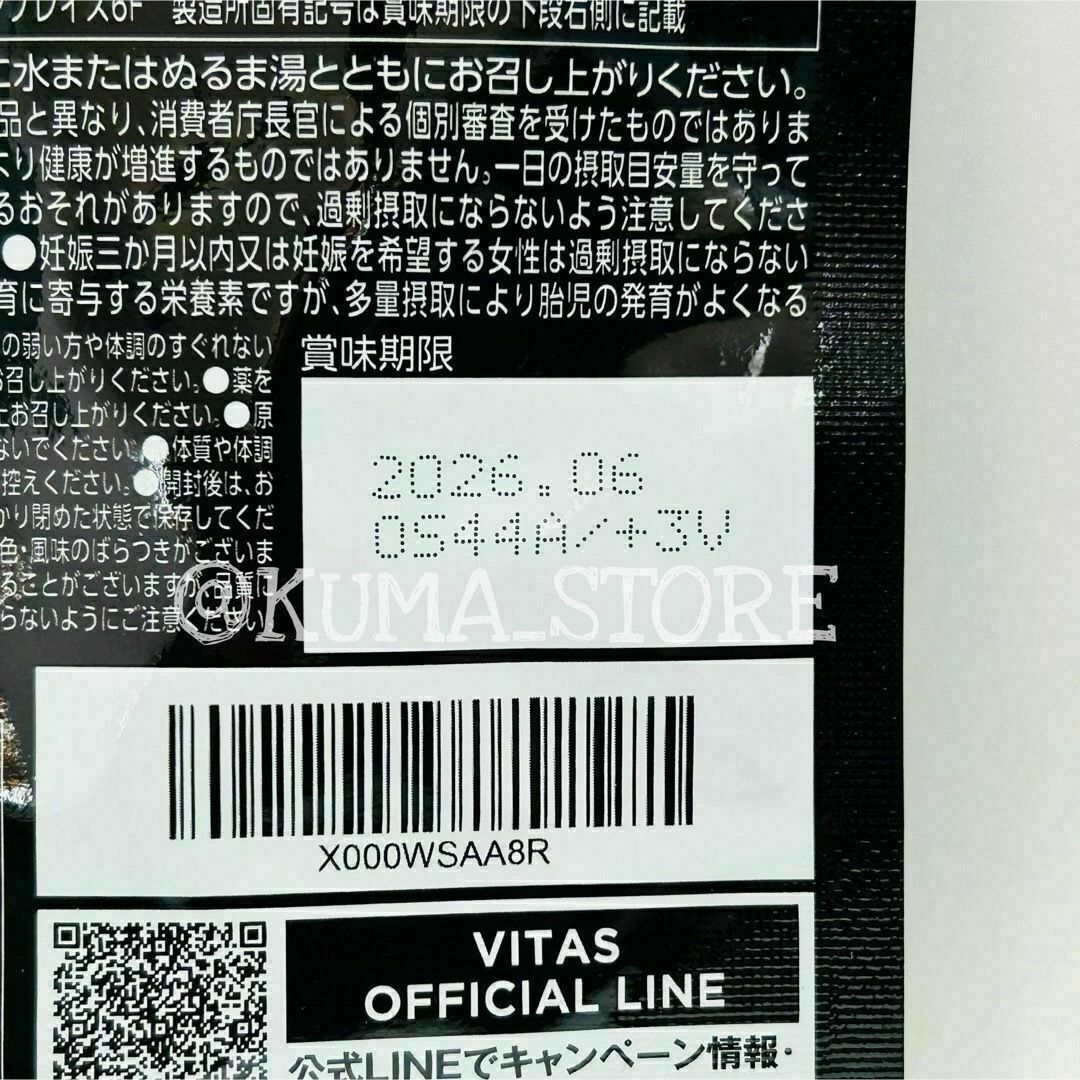 プレイス6F 製造所固有記号は賞味期限の下段右側に記載
に水またはぬるま湯とともにお召し上がりください。
品と異なり、消費者庁長官による個別審査を受けたものではありま
より健康が増進するものではありません。一日の摂取目安量を守って
るおそれがありますので、過剰摂取にならないよう注意してくださ
●妊娠三か月以内又は妊娠を希望する女性は過剰摂取にならない
育に寄与する栄養素ですが、多量摂取により胎児の発育がよくなる
の弱い方や体調のすぐれない
お召し上がりください。●薬を
上お召し上がりください。●原
ないでください。●体質や体調
控えください。●開封後は、お
かり閉めた状態で保存してくだ
色・風味のばらつきがございま
ることがございますが、品質に
らないようにご注意ください。
賞味期限
2026.06
0544A/+3V
@KUMA_STORE
X000WSAA8R
VITAS
OFFICIAL LINE
公式LINEでキャンペーン情報・